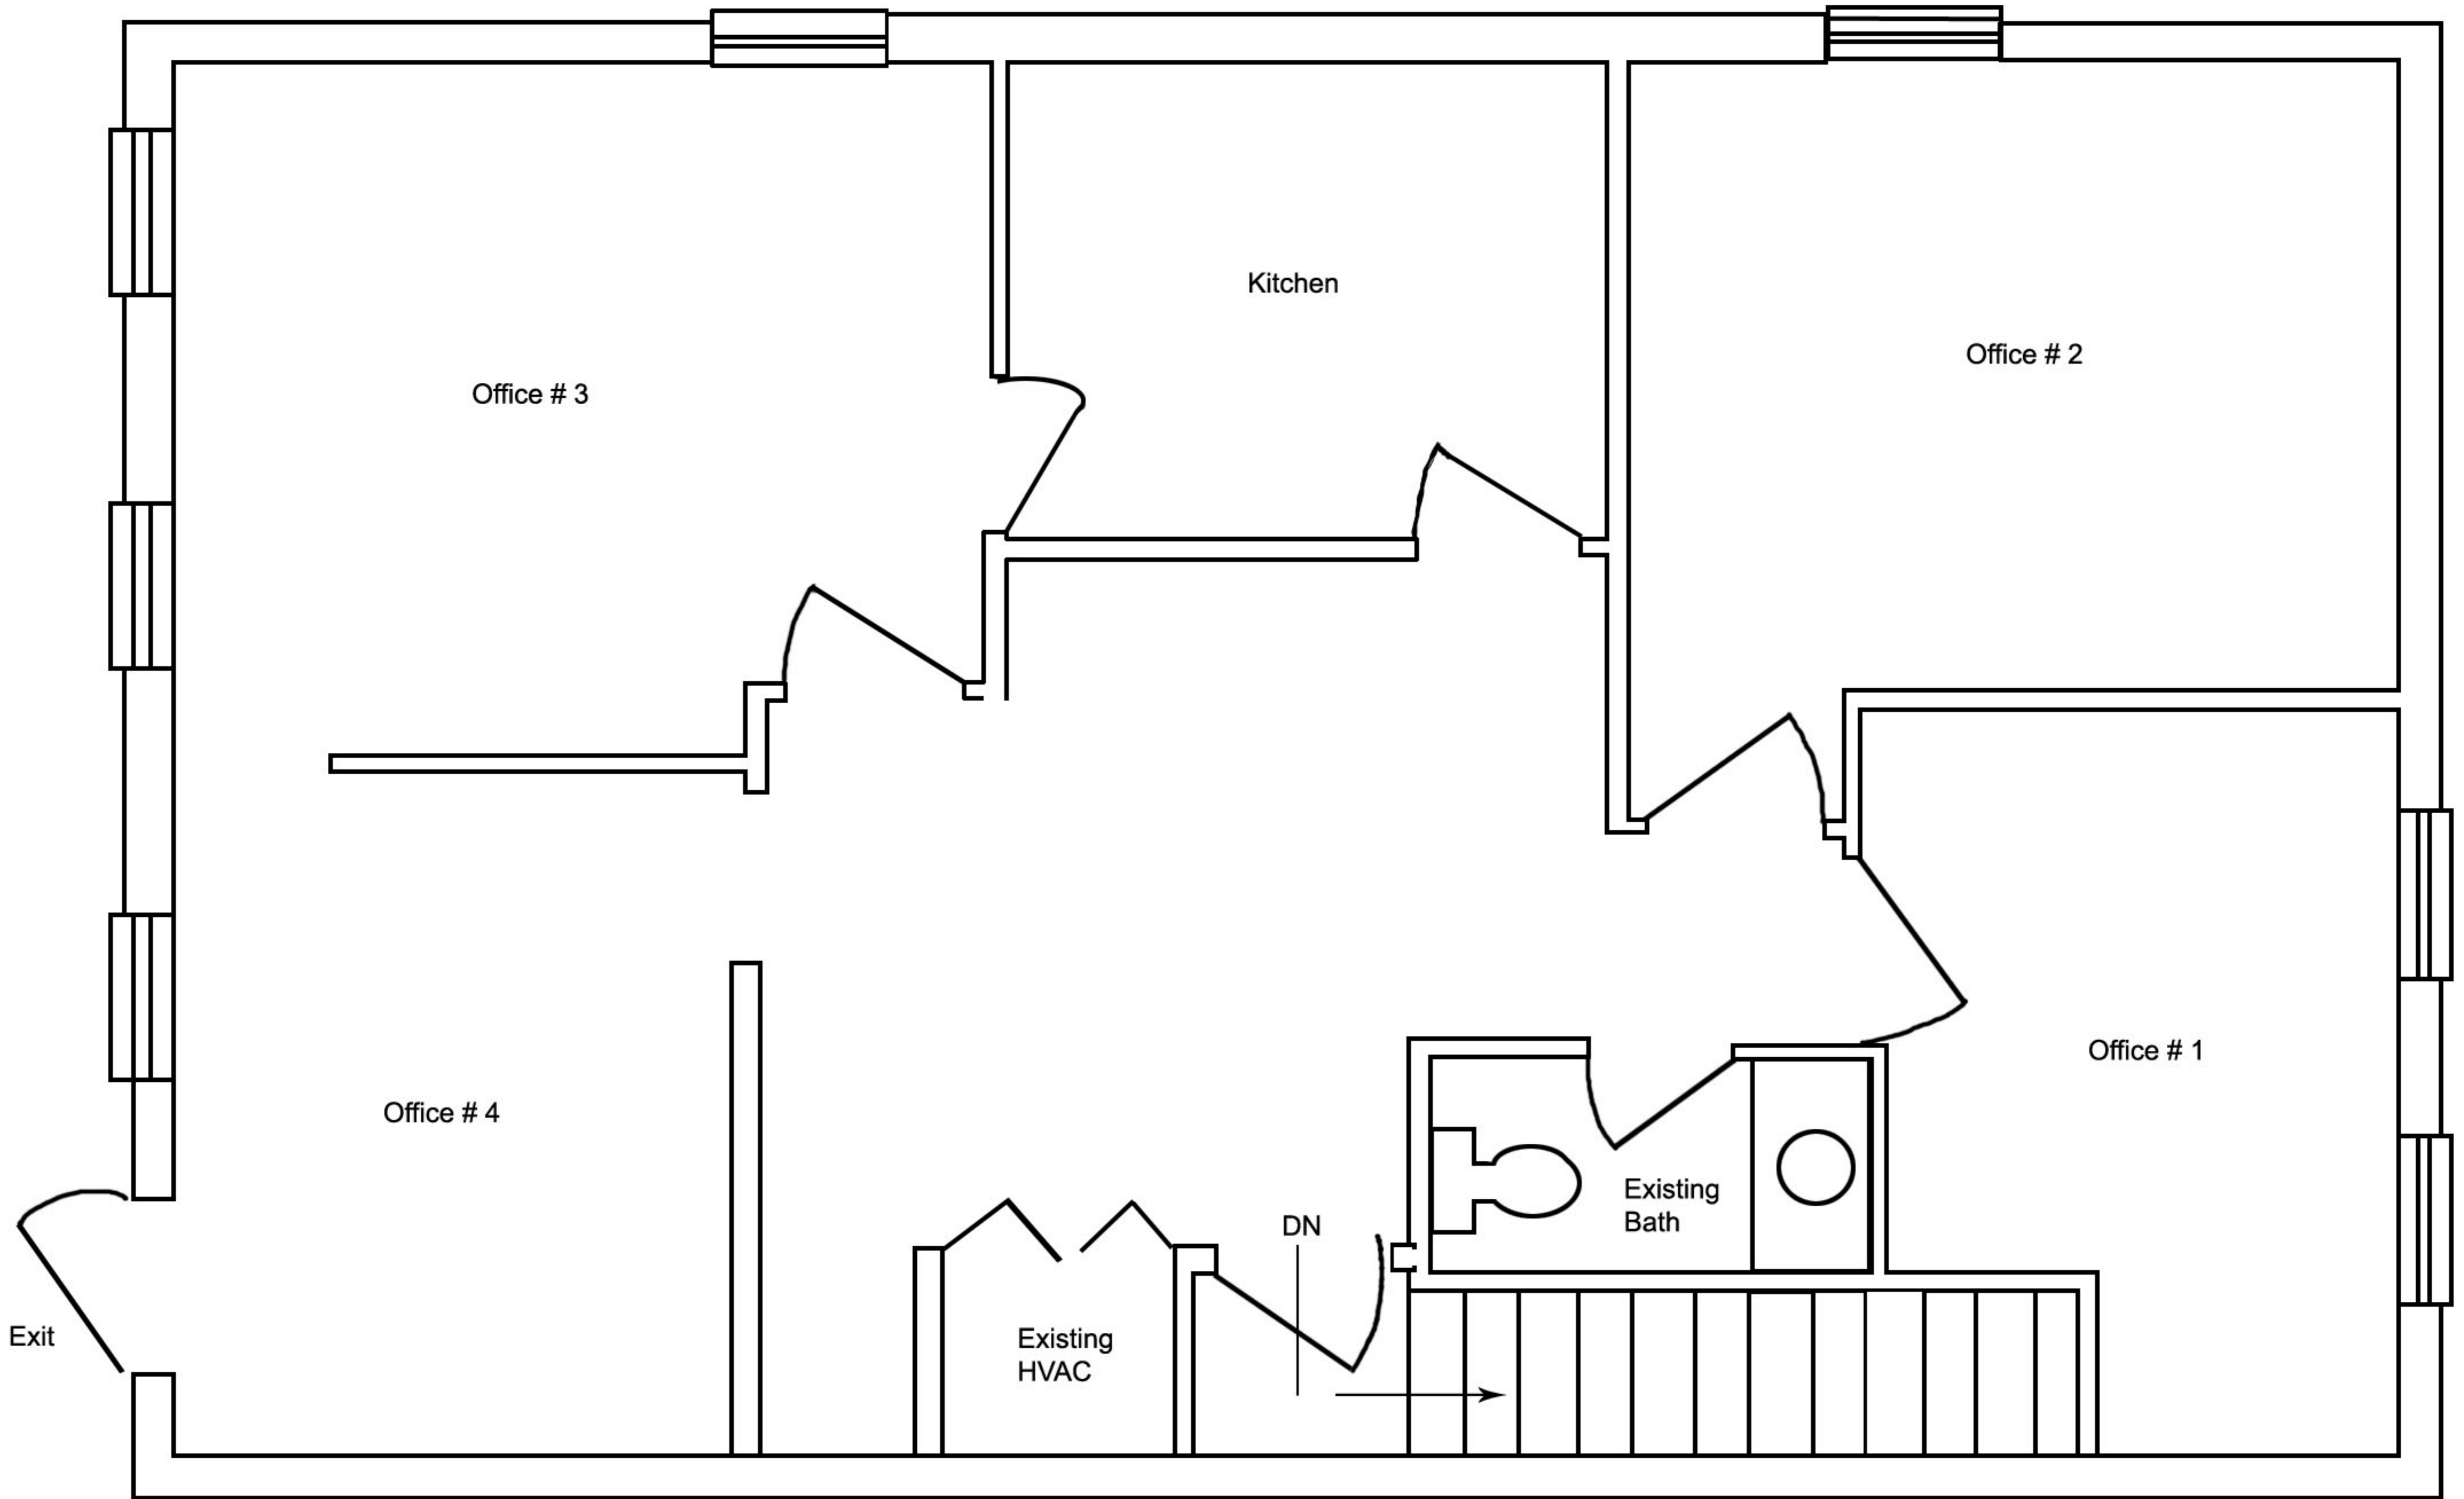 Kitchen
Office # 2
Office # 3
Office # 1
Office # 4
Existing
Bath
DN
Exit
Existing
HVAC